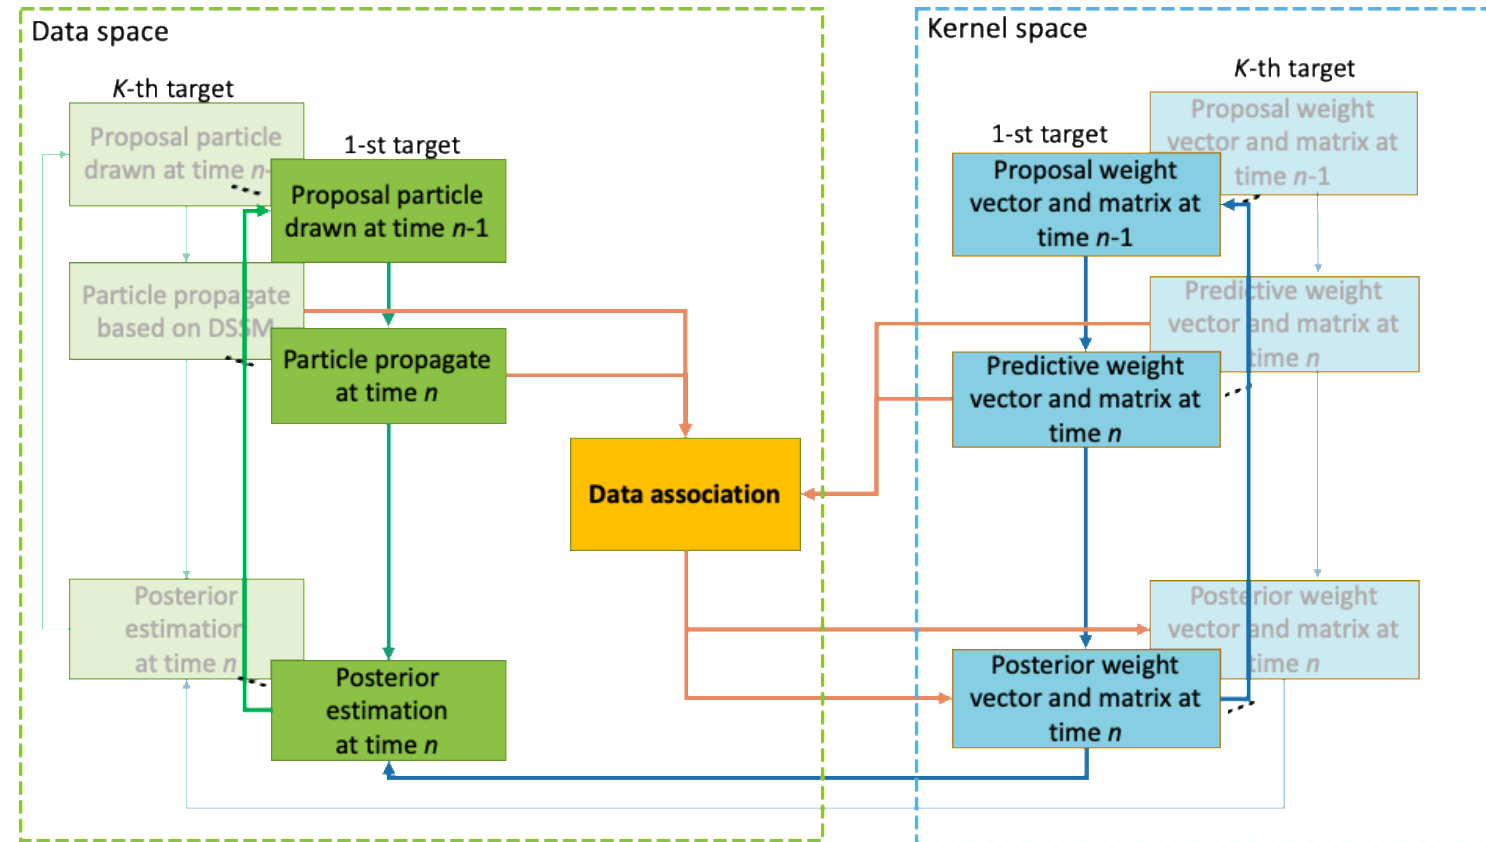 Data space
K-th target
Proposal particle
drawn at time n-
1-st target
Proposal particle
drawn at time n-1
Particle propagate
based on DSSM
Particle propagate
at time n
Data association
Posterior
estimation
at time n
Posterior
estimation
at time n
Kernel space
K-th target
Proposal weight
vector and matrix at
time n-1
1-st target
Proposal weight
vector and matrix at
time n-1
Predictive weight
vector and matrix at
time n
Predictive weight
vector and matrix at
time n
Posterior weight
vector and matrix at
time n
Posterior weight
vector and matrix at
time n